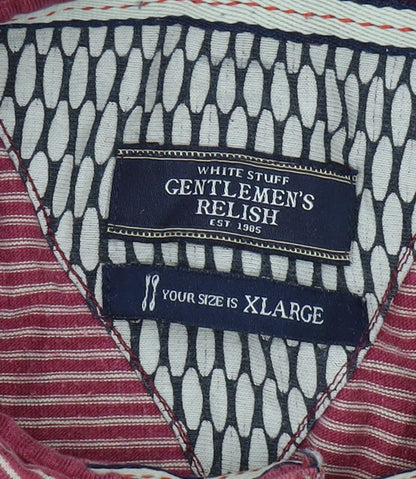 WHITE STUFF
GENTLEMEN'S
RELISH
EST 1985
YOUR SIZE IS XLARGE